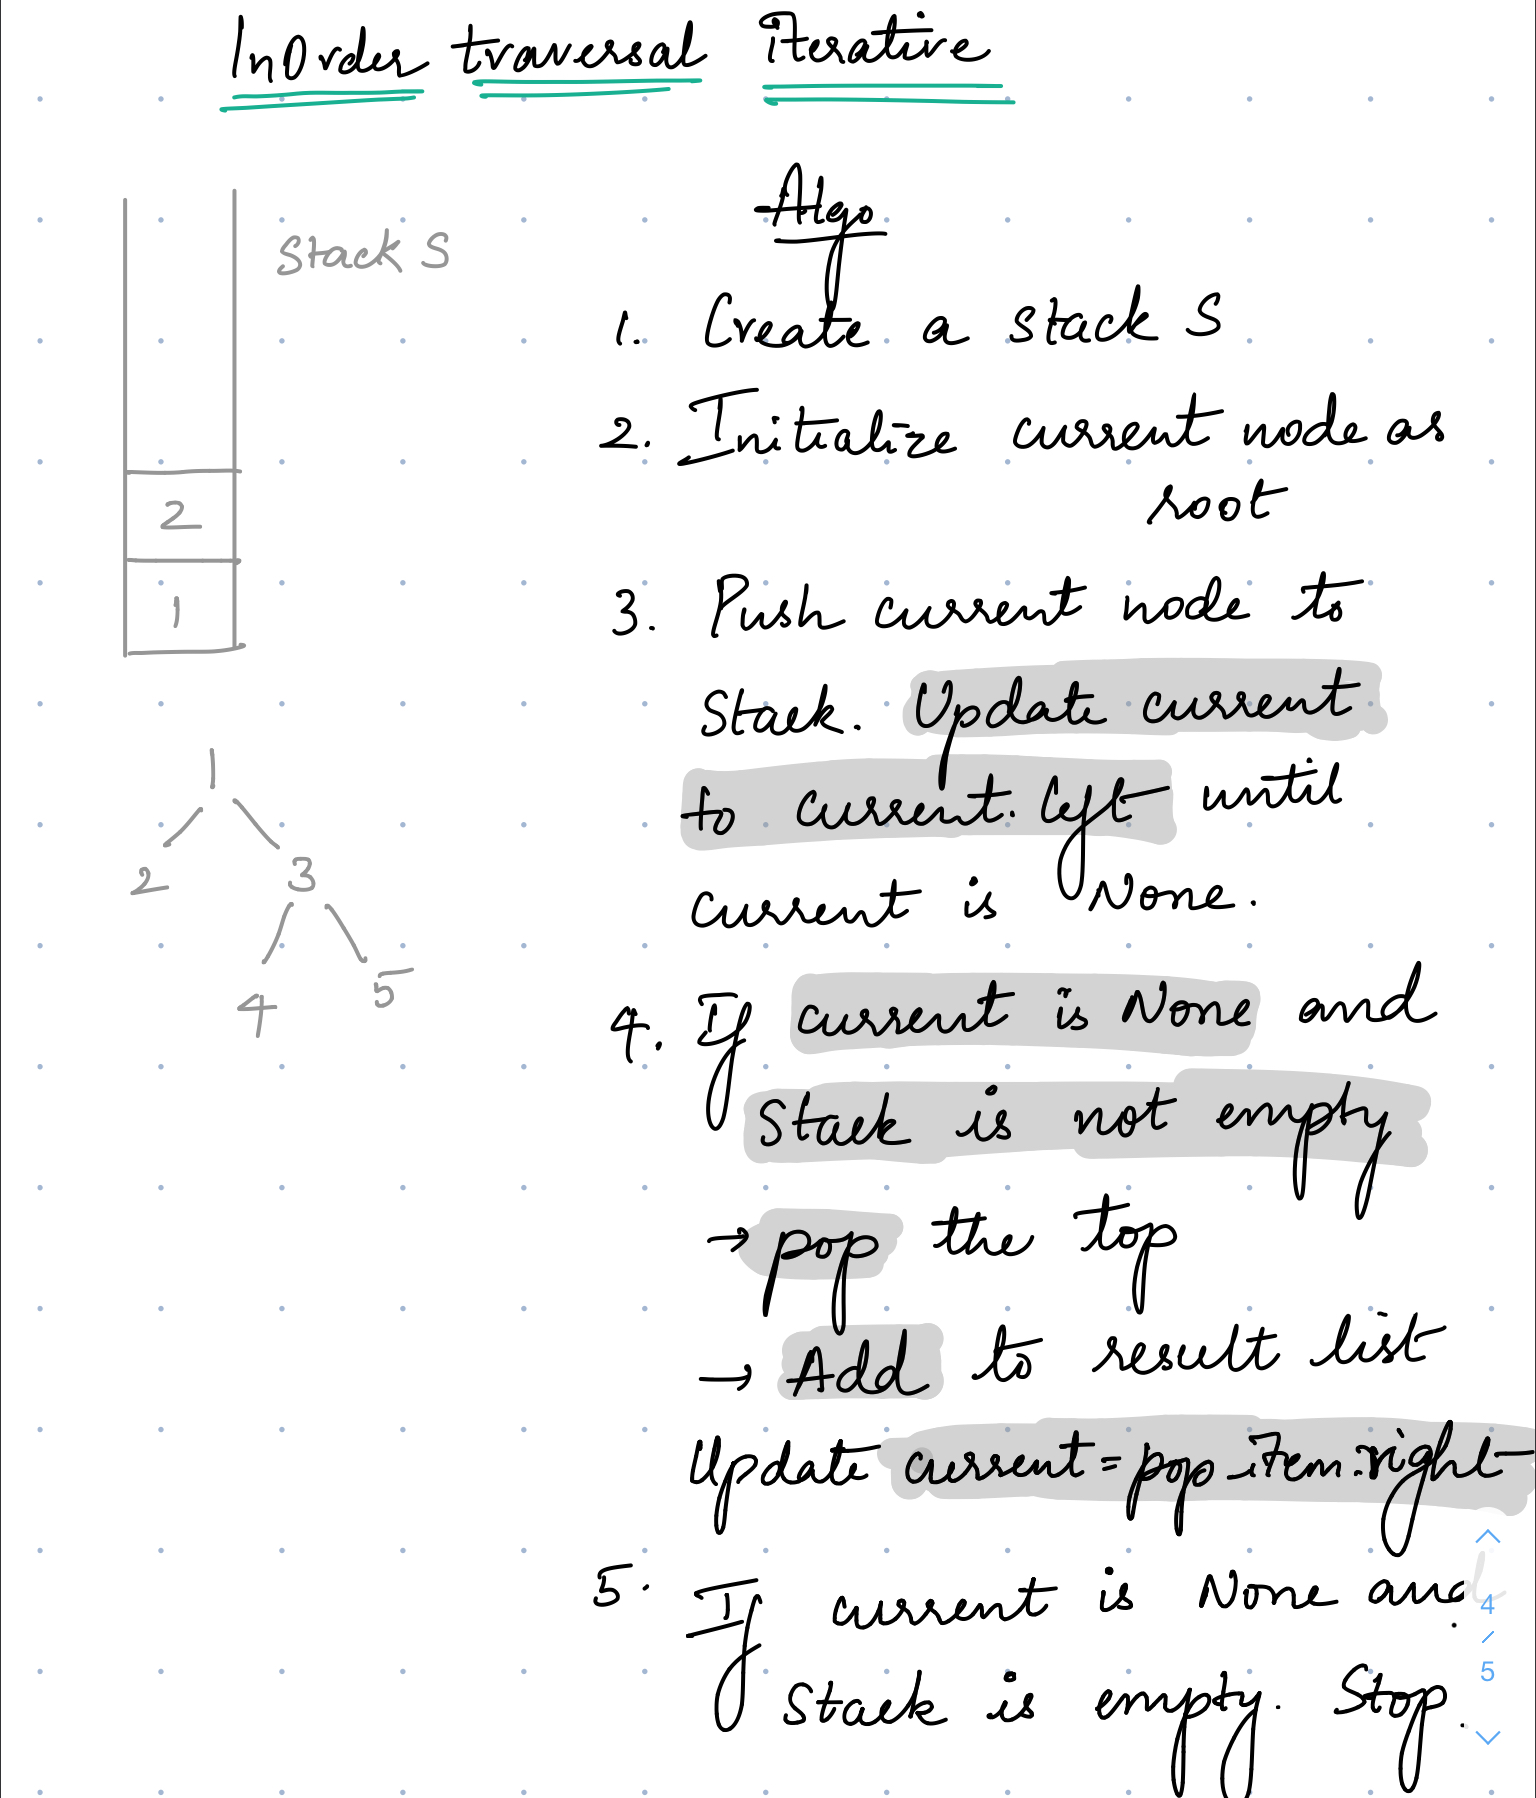 InOrder traversal iterative
Stack S
2
1
1
2 3
4 5
Algo
1. Create a stack S
2. Initialize current node as
root
3. Push current node to
Stack. Update current
to current.left until
current is None.
4. If current is None and
Stack is not empty
→ pop the top
→ Add to result list
Update current = pop_item.right
5. If current is None and
Stack is empty. Stop.
4
/
5